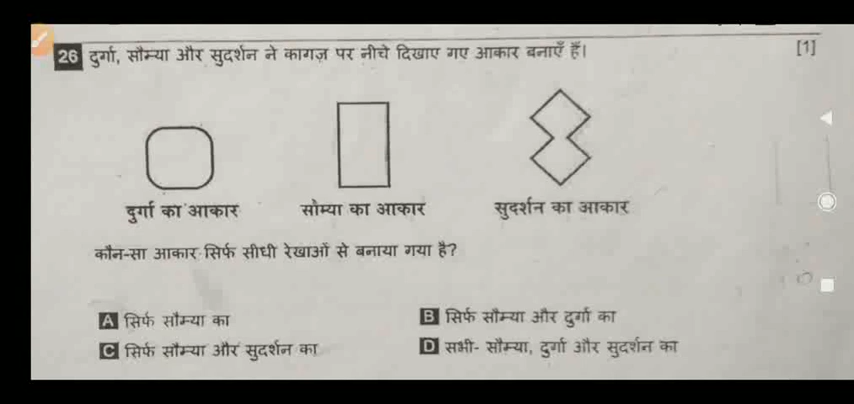 26 दुर्गा, सौम्या और सुदर्शन ने कागज़ पर नीचे दिखाए गए आकार बनाएँ हैं। [1]
दुर्गा का आकार सौम्या का आकार सुदर्शन का आकार
कौन-सा आकार सिर्फ सीधी रेखाओं से बनाया गया है?
A सिर्फ सौम्या का B सिर्फ सौम्या और दुर्गा का
C सिर्फ सौम्या और सुदर्शन का D सभी- सौम्या, दुर्गा और सुदर्शन का